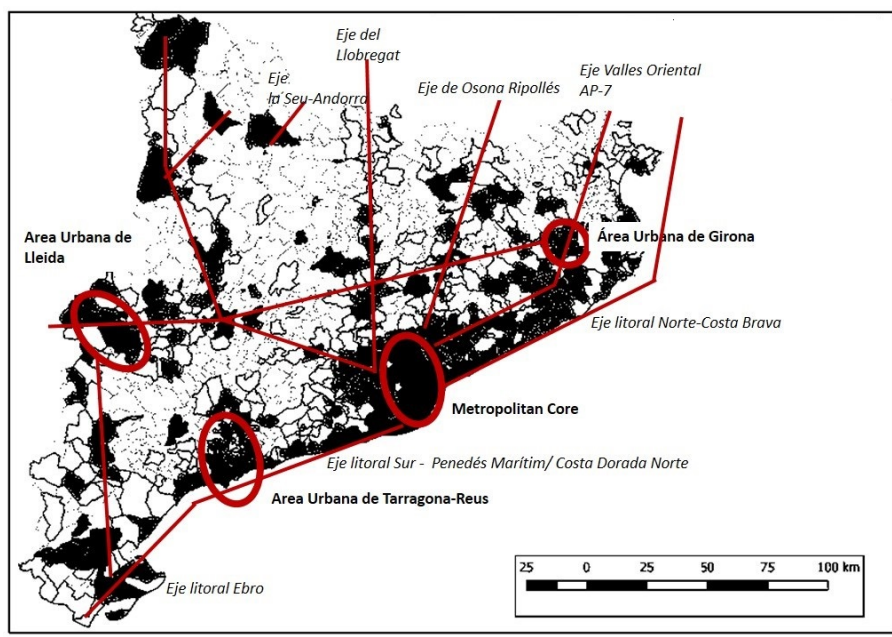 Eje del
Llobregat
Eje
la Seu-Andorra
Eje de Osona Ripollés
Eje Valles Oriental
AP-7
Area Urbana de
Lleida
Área Urbana de Girona
Eje litoral Norte-Costa Brava
Metropolitan Core
Eje litoral Sur - Penedés Marítim/ Costa Dorada Norte
Area Urbana de Tarragona-Reus
Eje litoral Ebro
25 0 25 50 75 100 km